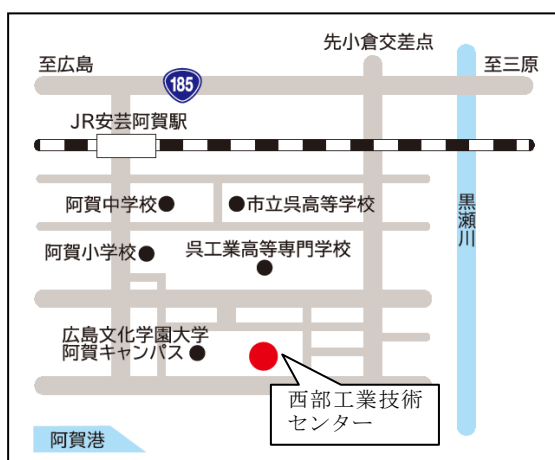 先小倉交差点
至広島
185
至三原
JR安芸阿賀駅
阿賀中学校
市立呉高等学校
黒瀬川
阿賀小学校
呉工業高等専門学校
広島文化学園大学
阿賀キャンパス
西部工業技術
センター
阿賀港